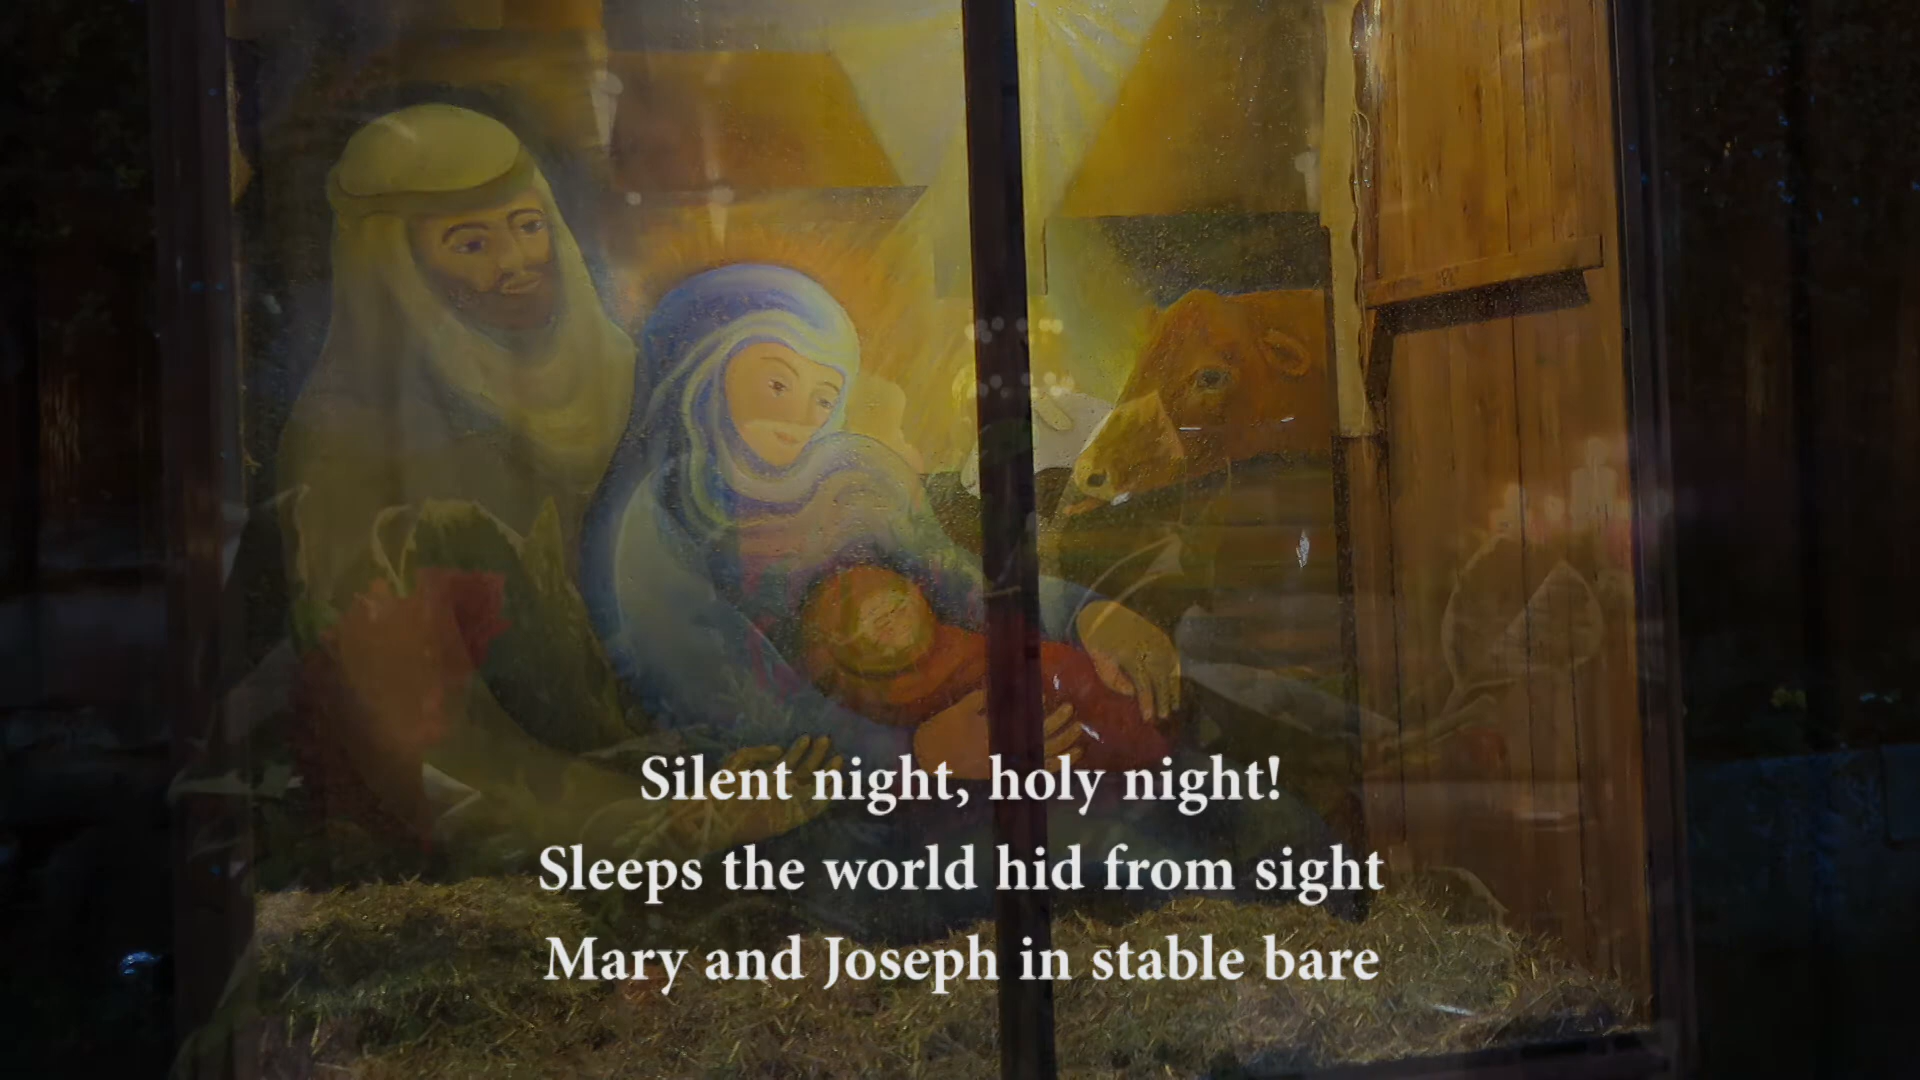 Silent night, holy night!
Sleeps the world hid from sight
Mary and Joseph in stable bare